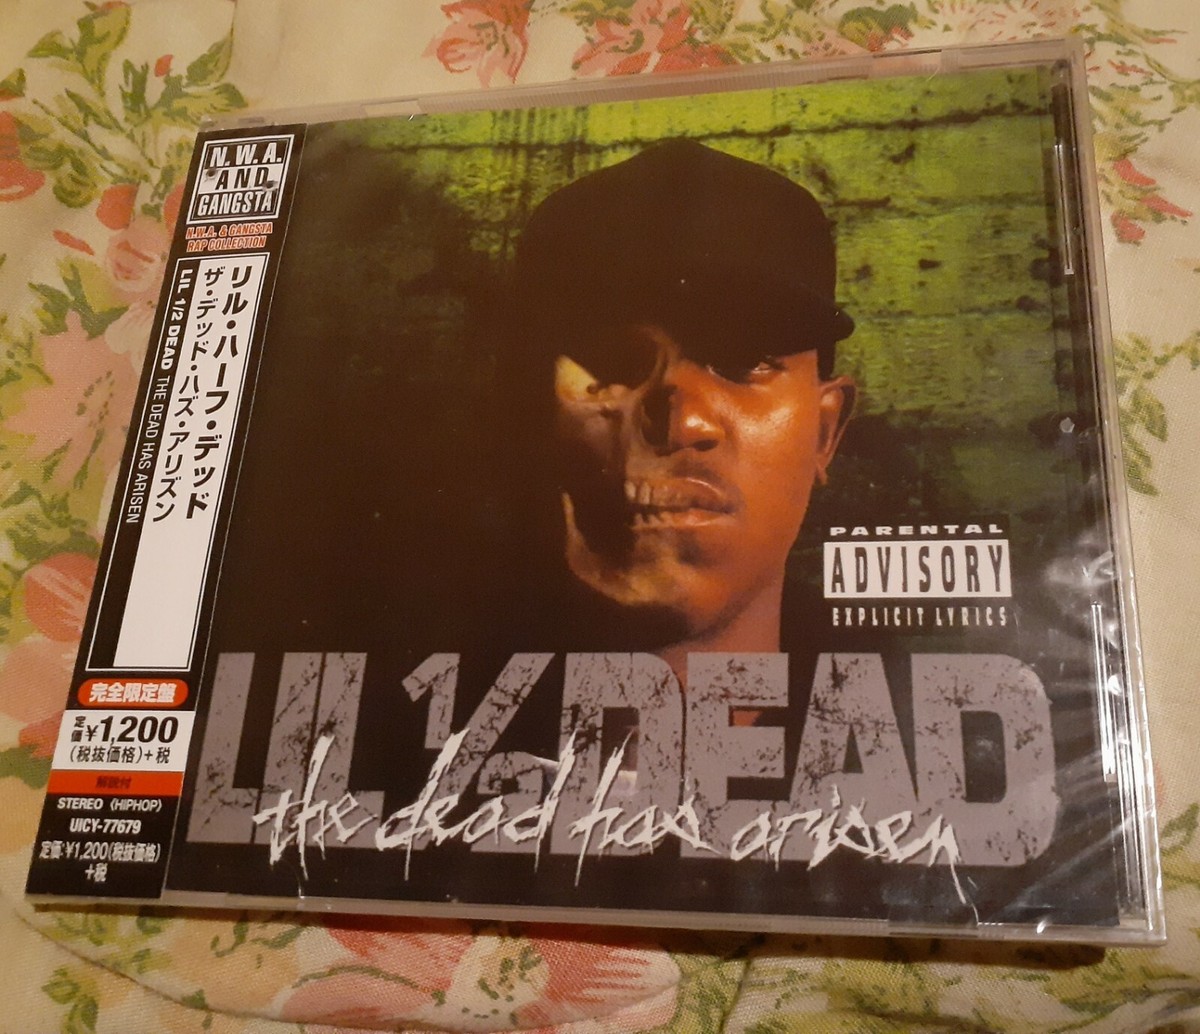 N.W.A.
AND
GANGSTA
N.W.A. & GANGSTA
RAP COLLECTION
リル・ハーフ・デッド
ザ・デッド・ハズ・アリズン
LIL 1/2 DEAD THE DEAD HAS ARISEN
完全限定盤
定価¥1,200
(税抜価格)+税
解説付
STEREO (HIPHOP)
UICY-77679
定価:¥1,200(税抜価格)
+税
PARENTAL
ADVISORY
EXPLICIT LYRICS
LIL ½ DEAD
the dead has arisen